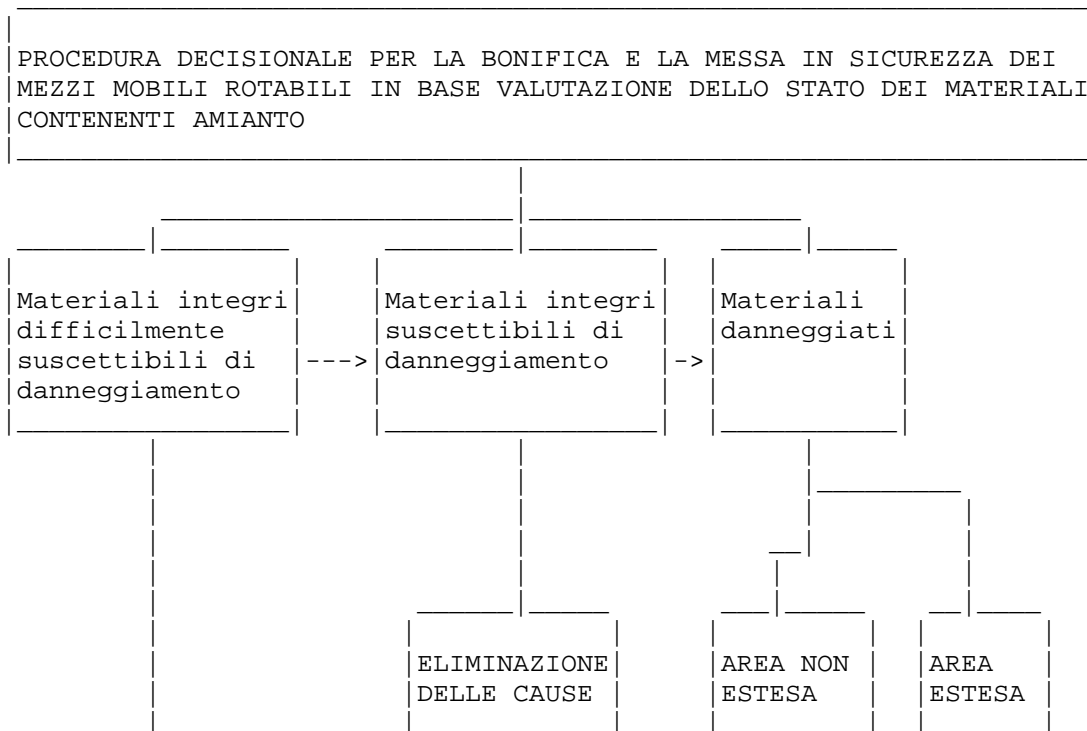 PROCEDURA DECISIONALE PER LA BONIFICA E LA MESSA IN SICUREZZA DEI
MEZZI MOBILI ROTABILI IN BASE VALUTAZIONE DELLO STATO DEI MATERIALI
CONTENENTI AMIANTO
Materiali integri
difficilmente
suscettibili di
danneggiamento
Materiali integri
suscettibili di
danneggiamento
Materiali
danneggiati
ELIMINAZIONE
DELLE CAUSE
AREA NON
ESTESA
AREA
ESTESA